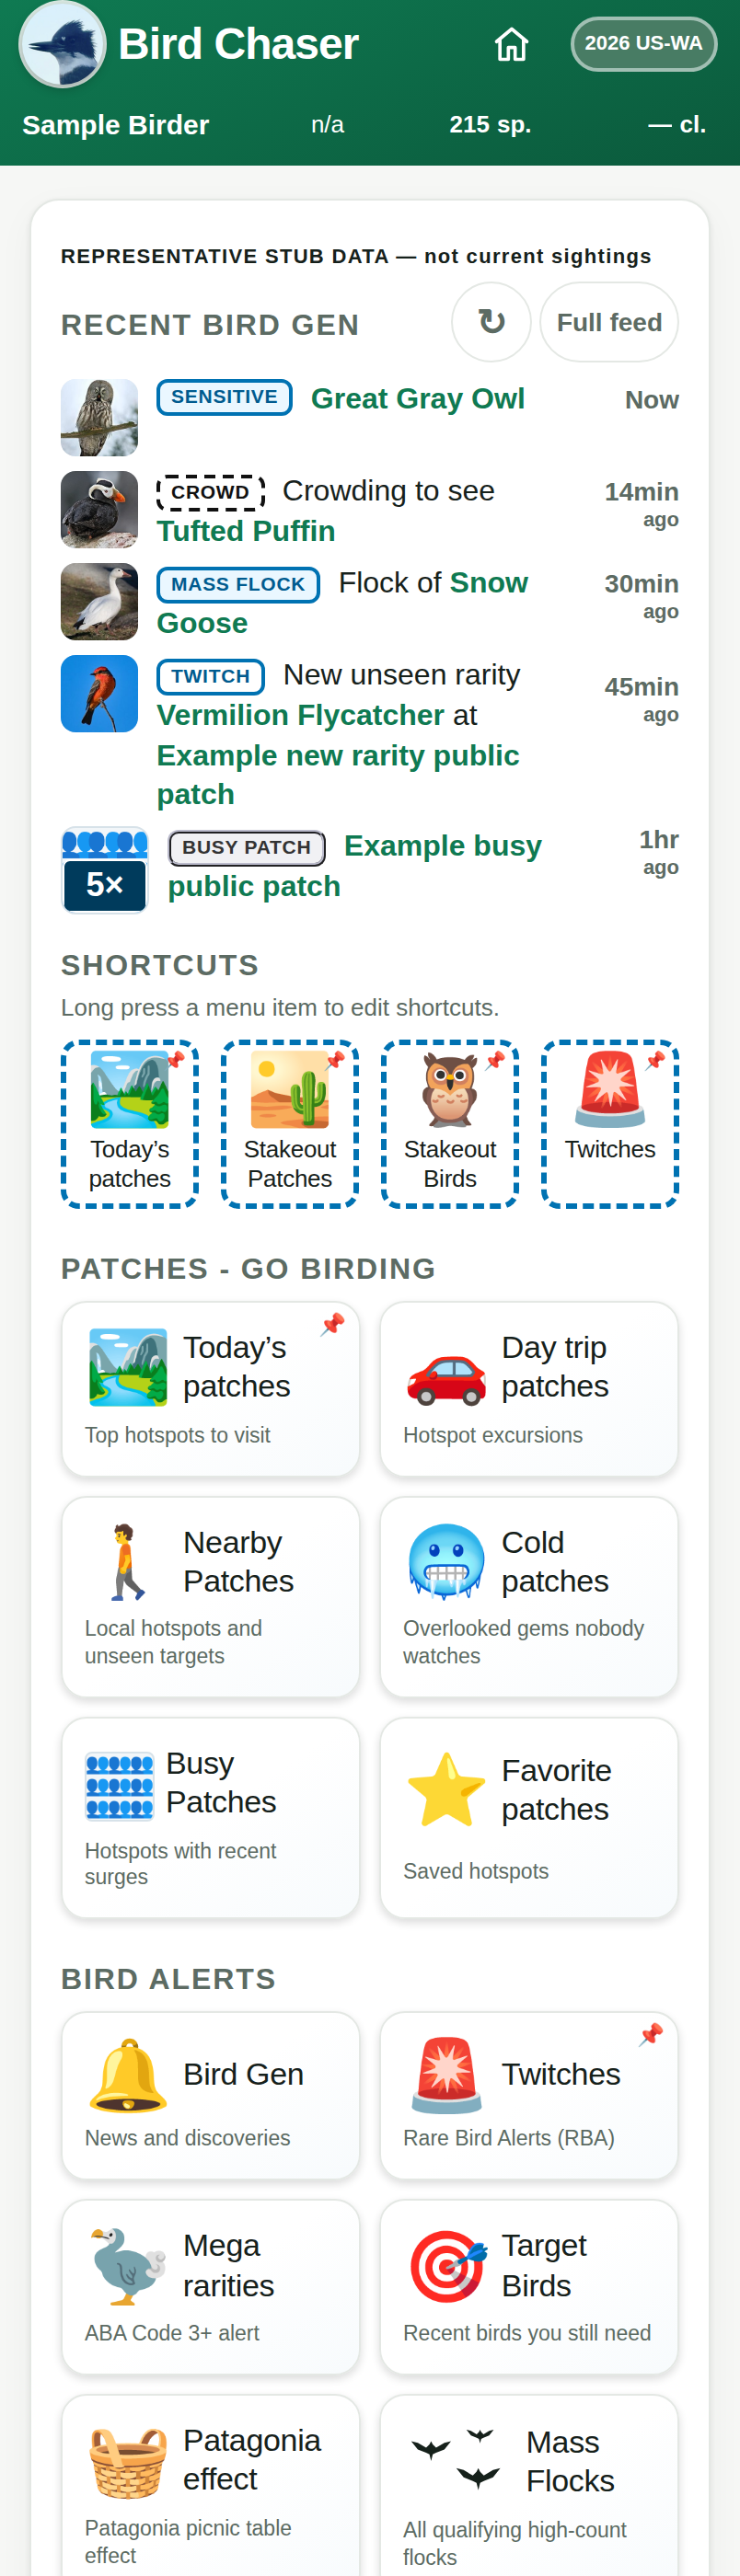 Bird Chaser
2026 US-WA
Sample Birder n/a 215 sp. — cl.
REPRESENTATIVE STUB DATA — not current sightings
RECENT BIRD GEN
↻ Full feed
SENSITIVE Great Gray Owl Now
CROWD Crowding to see
Tufted Puffin
14min
ago
MASS FLOCK Flock of Snow
Goose
30min
ago
TWITCH New unseen rarity
Vermilion Flycatcher at
Example new rarity public
patch
45min
ago
5×
BUSY PATCH Example busy
public patch
1hr
ago
SHORTCUTS
Long press a menu item to edit shortcuts.
Today’s
patches
Stakeout
Patches
Stakeout
Birds
Twitches
PATCHES - GO BIRDING
Today’s
patches
Top hotspots to visit
Day trip
patches
Hotspot excursions
Nearby
Patches
Local hotspots and
unseen targets
Cold
patches
Overlooked gems nobody
watches
Busy
Patches
Hotspots with recent
surges
Favorite
patches
Saved hotspots
BIRD ALERTS
Bird Gen
News and discoveries
Twitches
Rare Bird Alerts (RBA)
Mega
rarities
ABA Code 3+ alert
Target
Birds
Recent birds you still need
Patagonia
effect
Patagonia picnic table
effect
Mass
Flocks
All qualifying high-count
flocks